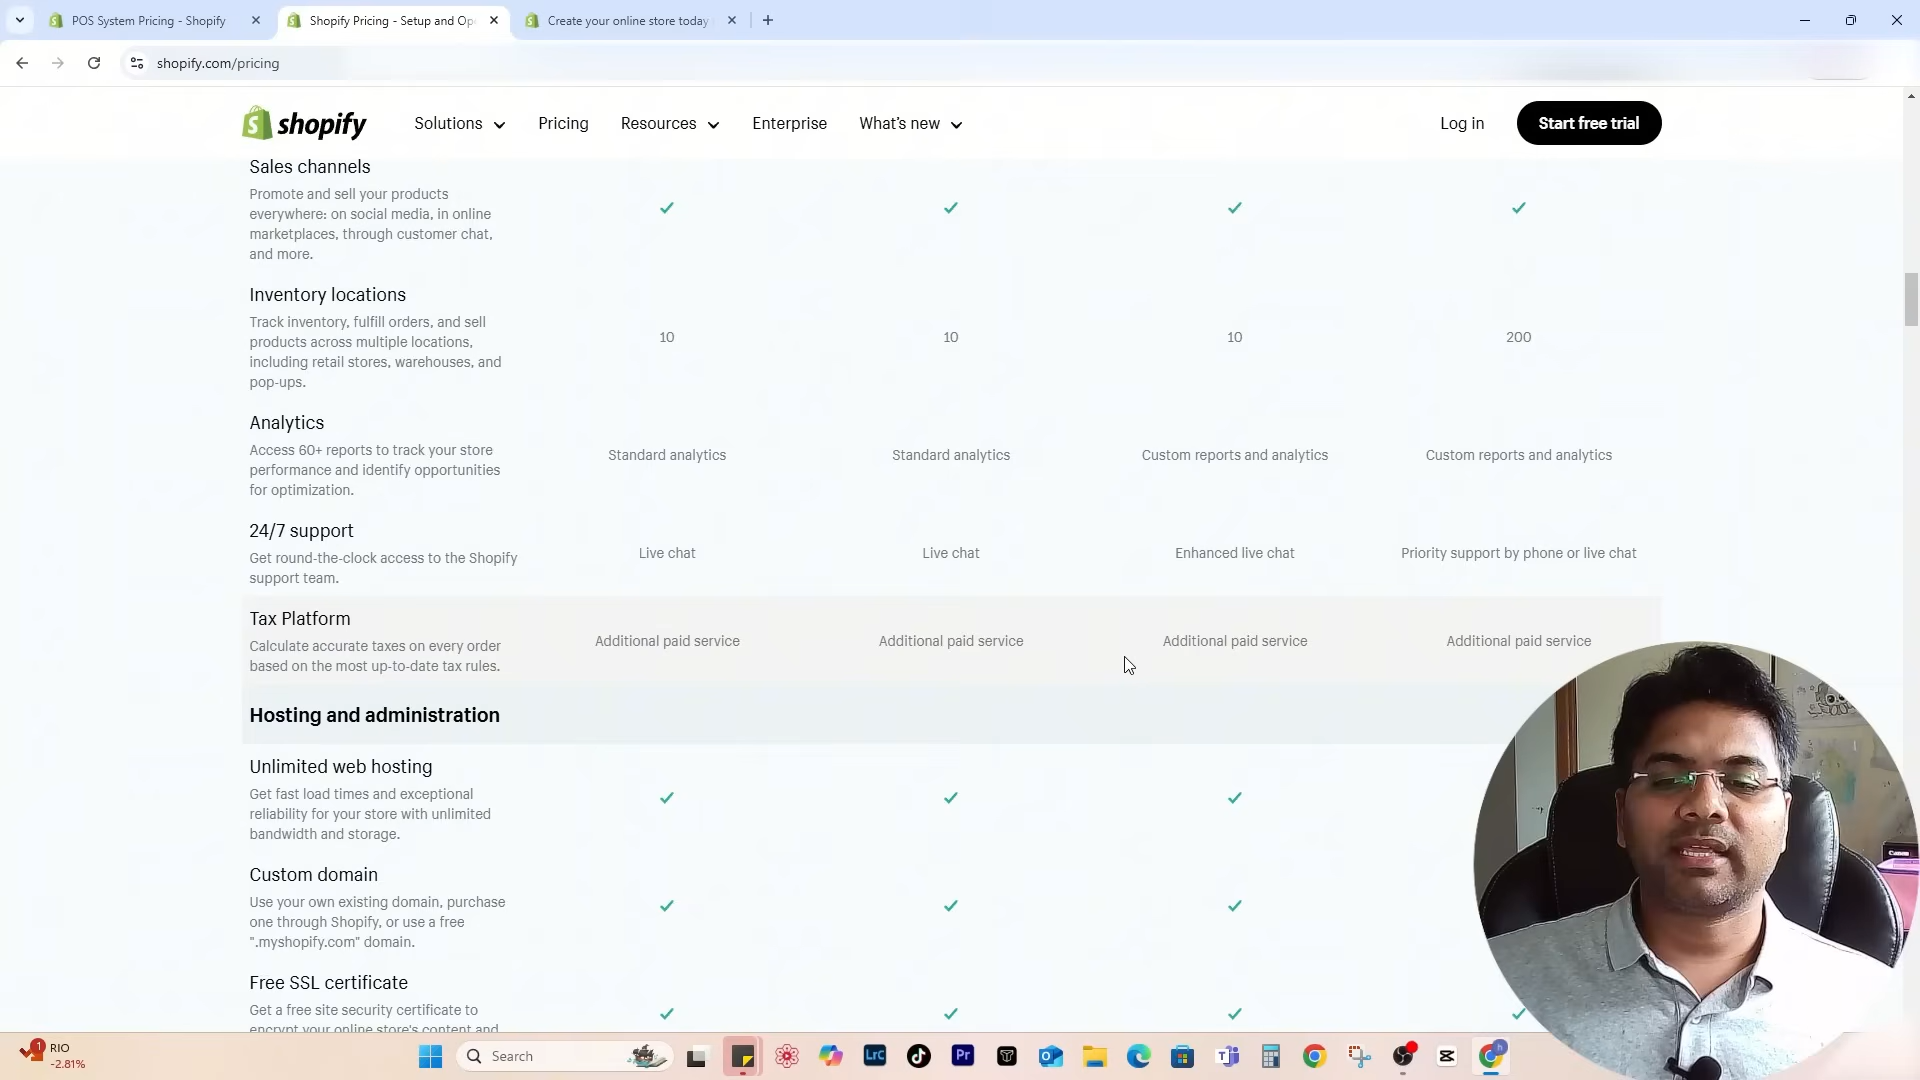 POS System Pricing - Shopify
Shopify Pricing - Setup and Op
Create your online store today
shopify.com/pricing
shopify
Solutions
Pricing
Resources
Enterprise
What's new
Log in
Start free trial
Sales channels
Promote and sell your products
everywhere: on social media, in online
marketplaces, through customer chat,
and more.
Inventory locations
Track inventory, fulfill orders, and sell
products across multiple locations,
including retail stores, warehouses, and
pop-ups.
10
10
10
200
Analytics
Access 60+ reports to track your store
performance and identify opportunities
for optimization.
Standard analytics
Standard analytics
Custom reports and analytics
Custom reports and analytics
24/7 support
Get round-the-clock access to the Shopify
support team.
Live chat
Live chat
Enhanced live chat
Priority support by phone or live chat
Tax Platform
Calculate accurate taxes on every order
based on the most up-to-date tax rules.
Additional paid service
Additional paid service
Additional paid service
Additional paid service
Hosting and administration
Unlimited web hosting
Get fast load times and exceptional
reliability for your store with unlimited
bandwidth and storage.
Custom domain
Use your own existing domain, purchase
one through Shopify, or use a free
".myshopify.com" domain.
Free SSL certificate
Get a free site security certificate to
encrypt your online store's content and
Canon
1
RIO
-2.81%
Search
LrC
Pr